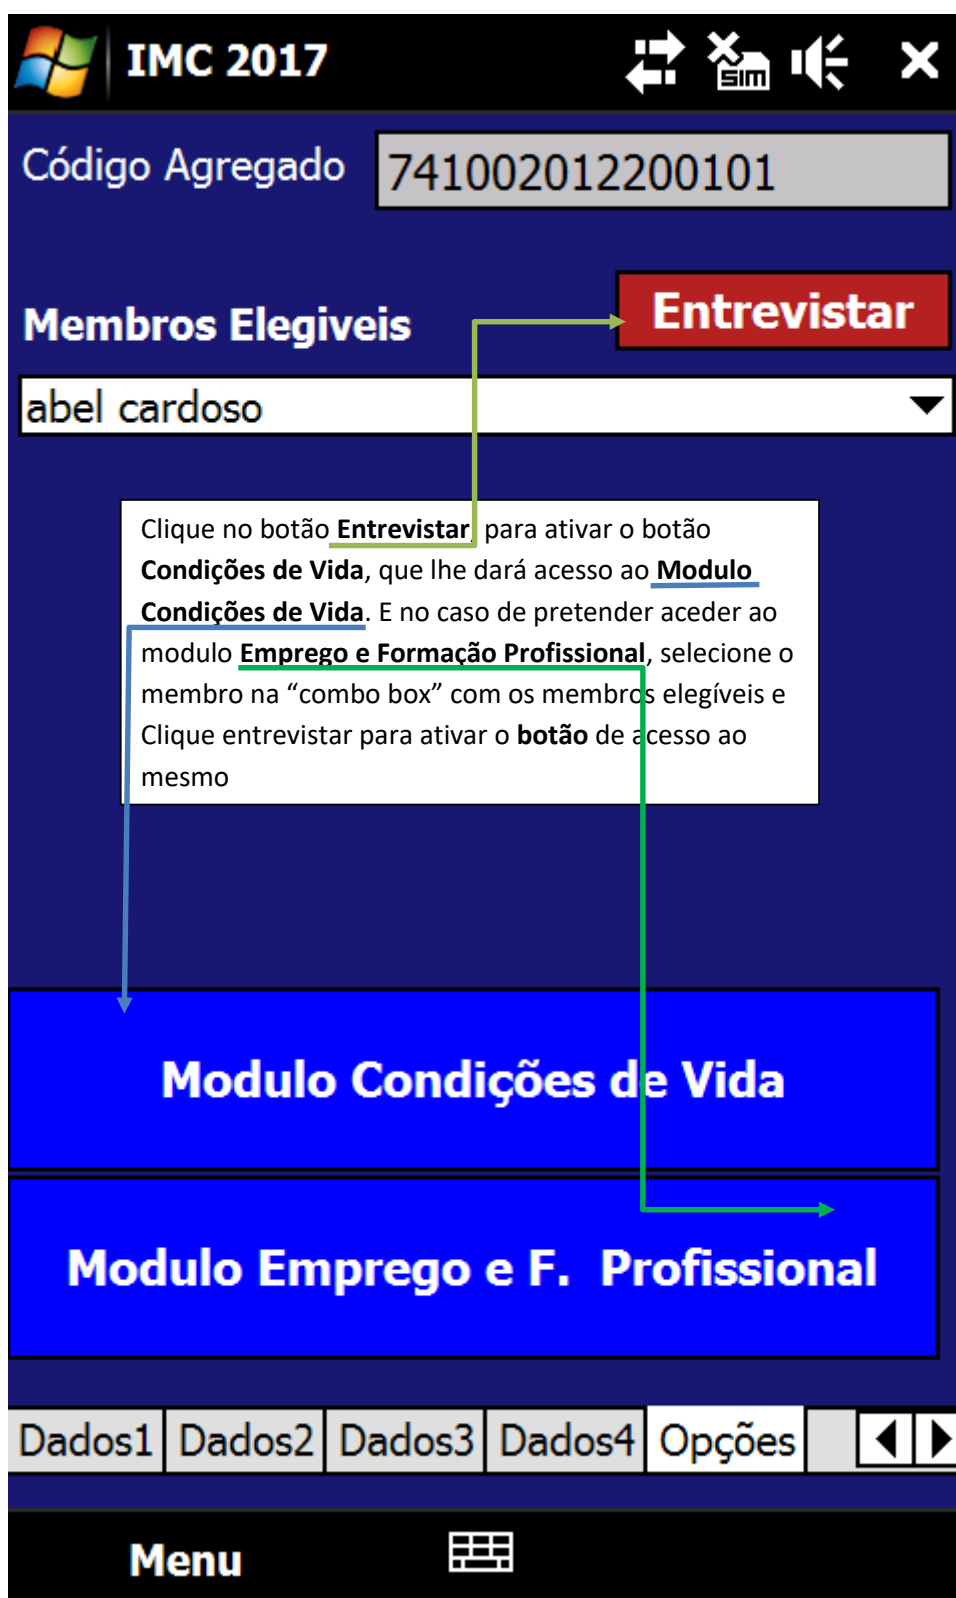 IMC 2017
SIM
Código Agregado 741002012200101
Membros Elegiveis Entrevistar
abel cardoso
Clique no botão Entrevistar, para ativar o botão
Condições de Vida, que lhe dará acesso ao Modulo
Condições de Vida. E no caso de pretender aceder ao
modulo Emprego e Formação Profissional, selecione o
membro na “combo box” com os membros elegíveis e
Clique entrevistar para ativar o botão de acesso ao
mesmo
Modulo Condições de Vida
Modulo Emprego e F. Profissional
Dados1 Dados2 Dados3 Dados4 Opções
Menu